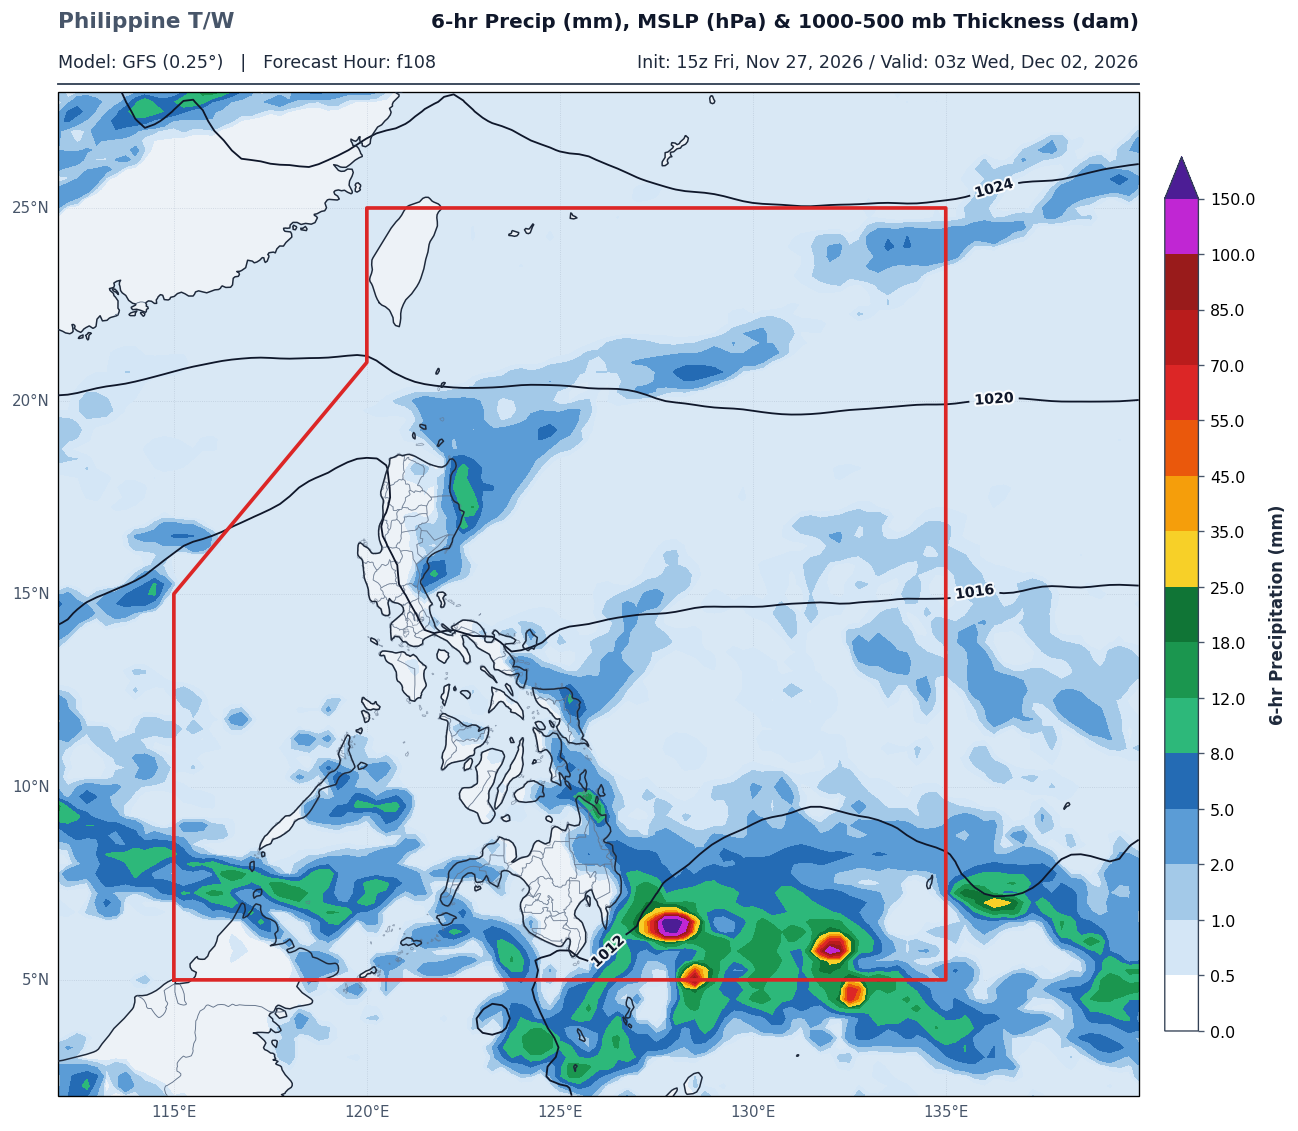 Philippine T/W
6-hr Precip (mm), MSLP (hPa) & 1000-500 mb Thickness (dam)
Model: GFS (0.25°) | Forecast Hour: f108
Init: 15z Fri, Nov 27, 2026 / Valid: 03z Wed, Dec 02, 2026
25°N
20°N
15°N
10°N
5°N
1024
1020
1016
1012
115°E
120°E
125°E
130°E
135°E
150.0
100.0
85.0
70.0
55.0
45.0
35.0
25.0
18.0
12.0
8.0
5.0
2.0
1.0
0.5
0.0
6-hr Precipitation (mm)